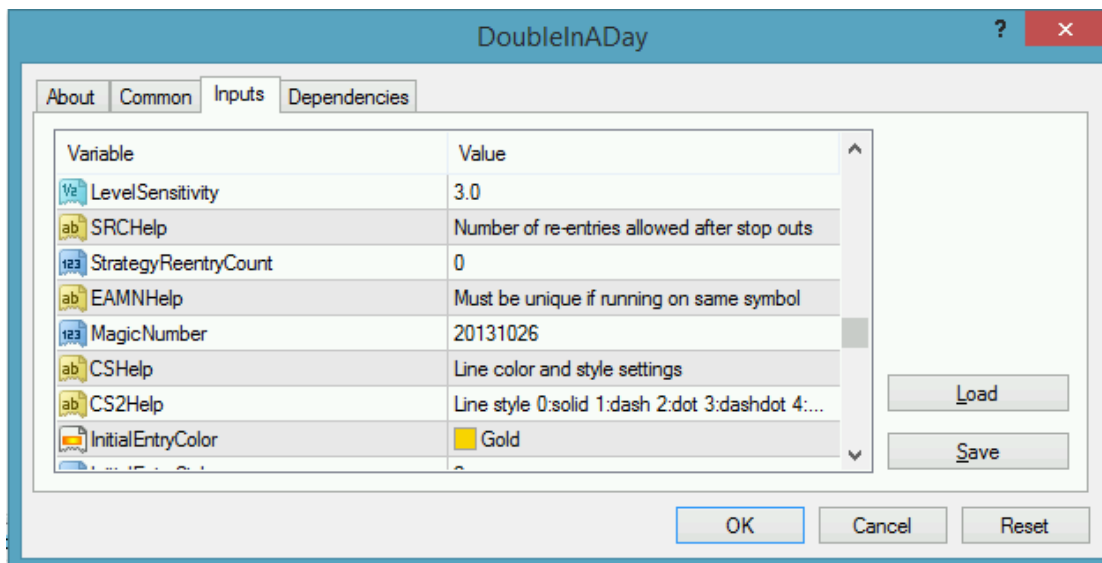 DoubleInADay
? ×
About Common Inputs Dependencies
Variable Value
LevelSensitivity 3.0
SRCHelp Number of re-entries allowed after stop outs
StrategyReentryCount 0
EAMNHelp Must be unique if running on same symbol
MagicNumber 20131026
CSHelp Line color and style settings
CS2Help Line style 0:solid 1:dash 2:dot 3:dashdot 4:...
InitialEntryColor Gold
Load
Save
OK Cancel Reset